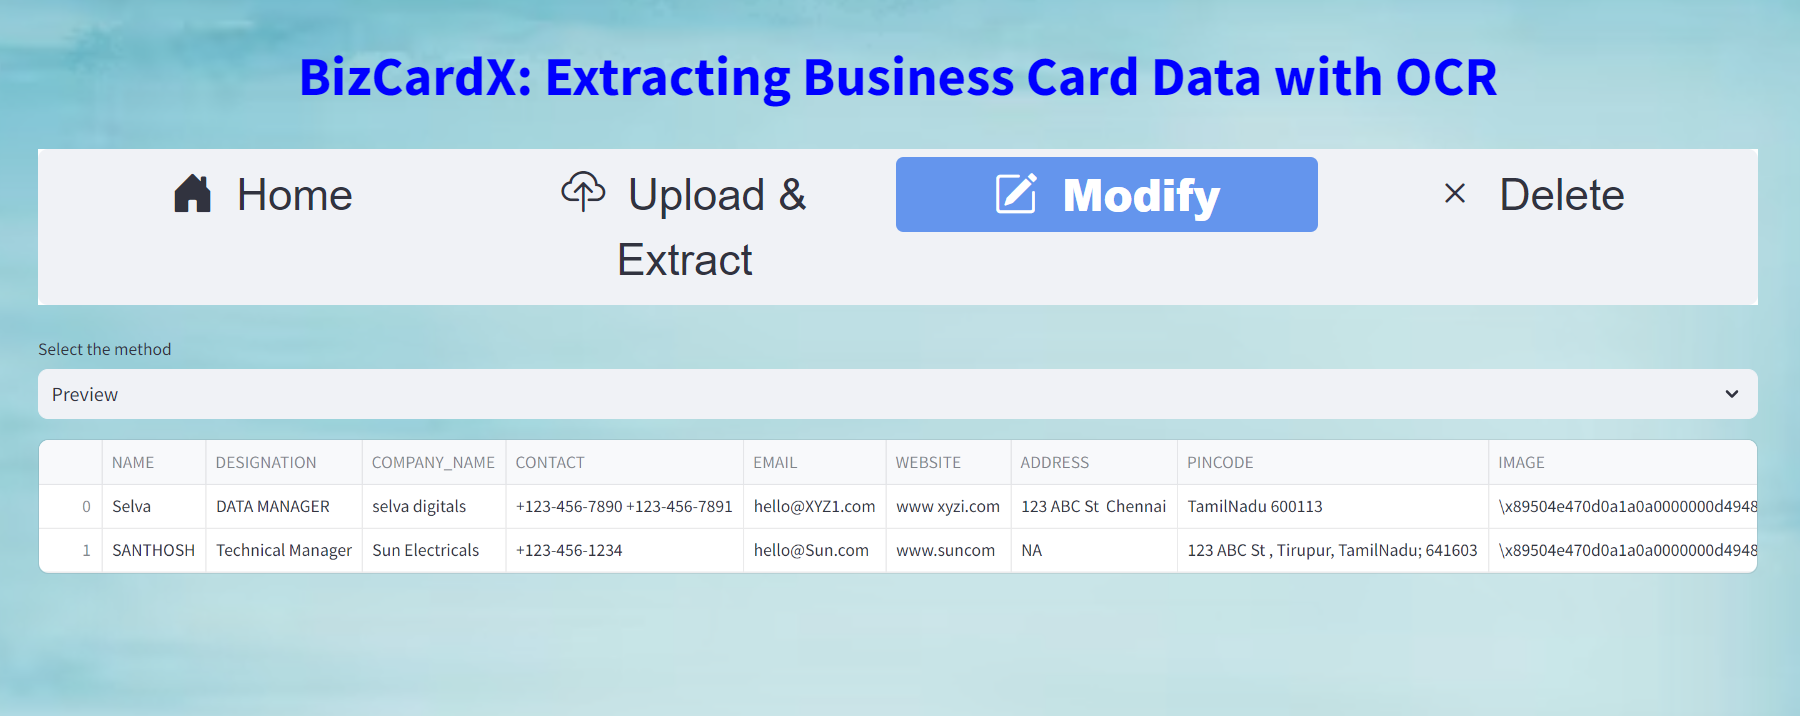 BizCardX: Extracting Business Card Data with OCR
Home Upload & Modify Delete
Extract
Select the method
Preview
NAME DESIGNATION COMPANY_NAME CONTACT EMAIL WEBSITE ADDRESS PINCODE IMAGE
0 Selva DATA MANAGER selva digitals +123-456-7890 +123-456-7891 hello@XYZ1.com www xyzi.com 123 ABC St  Chennai TamilNadu 600113 \x89504e470d0a1a0a0000000d4948
1 SANTHOSH Technical Manager Sun Electricals +123-456-1234 hello@Sun.com www.suncom NA 123 ABC St , Tirupur, TamilNadu; 641603 \x89504e470d0a1a0a0000000d4948